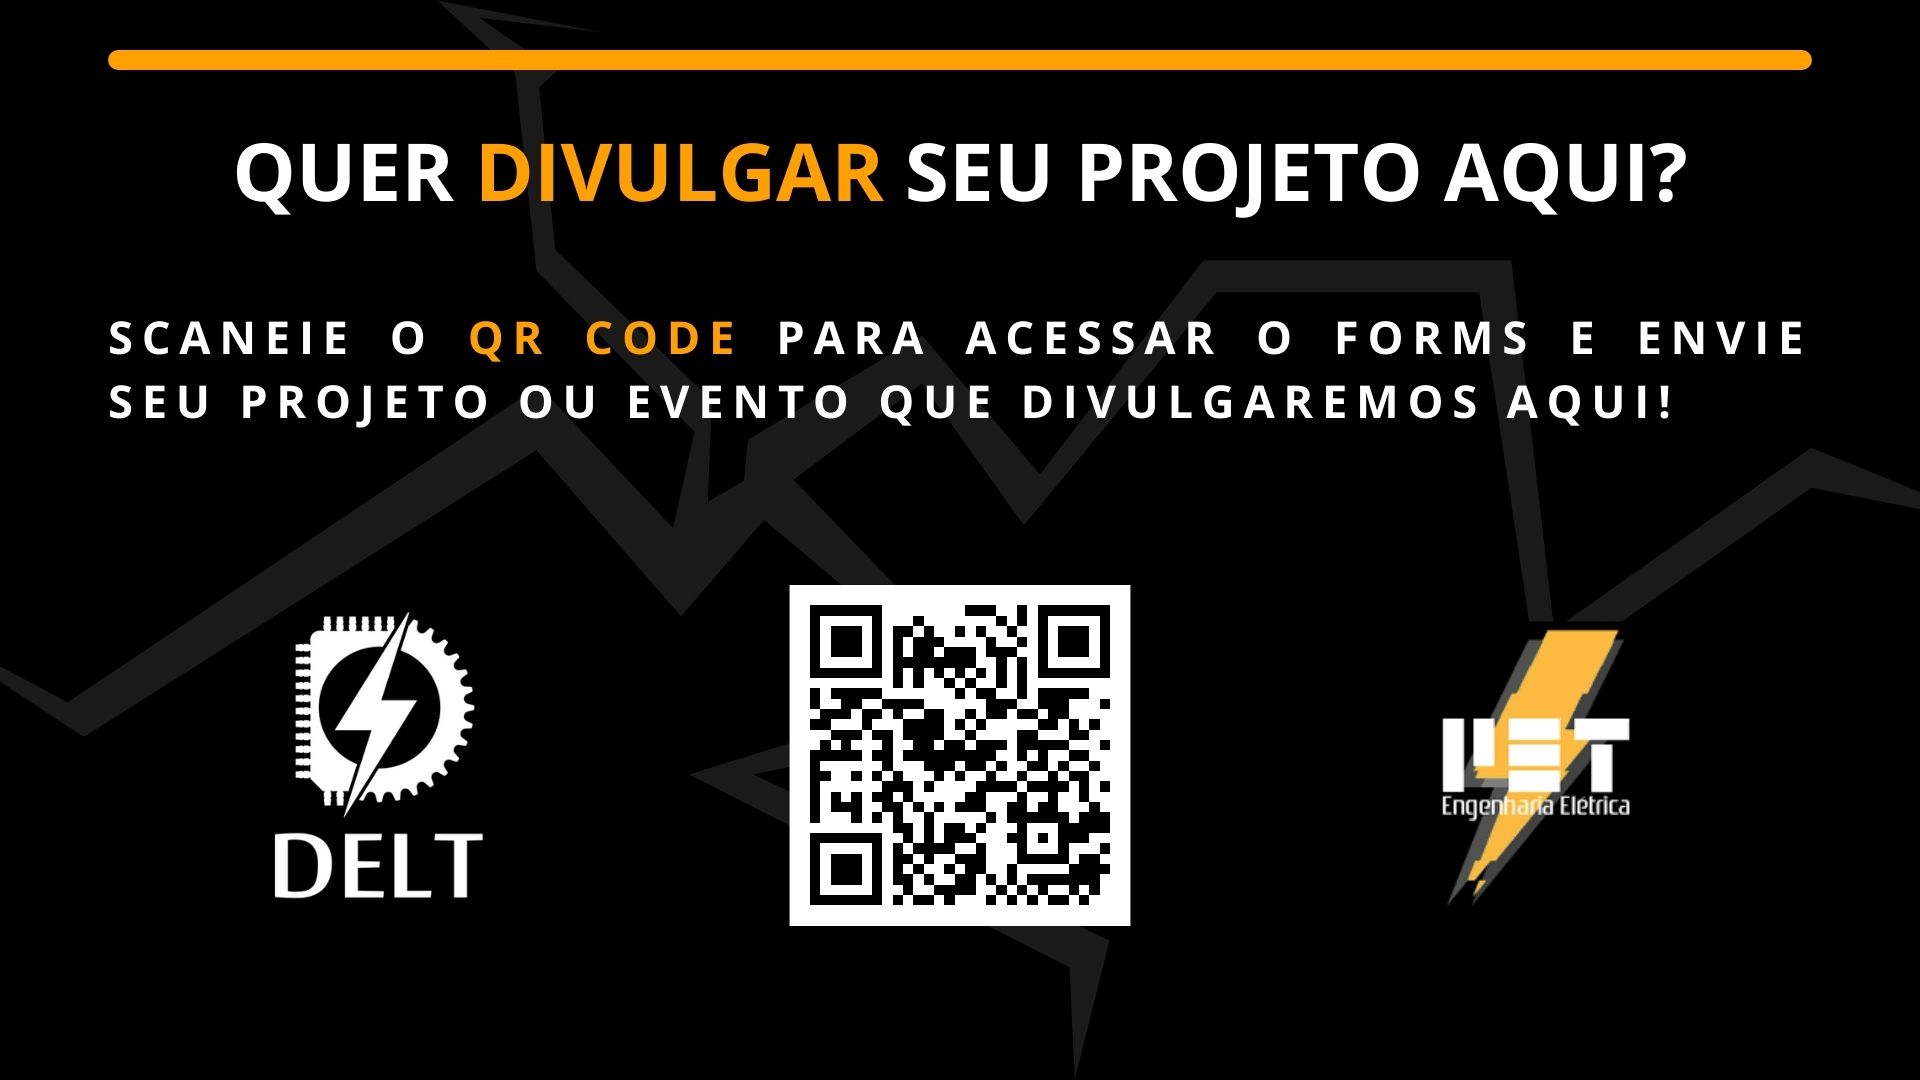 QUER DIVULGAR SEU PROJETO AQUI?
SCANEIE O QR CODE PARA ACESSAR O FORMS E ENVIE
SEU PROJETO OU EVENTO QUE DIVULGAREMOS AQUI!
DELT
Engenharia Elétrica